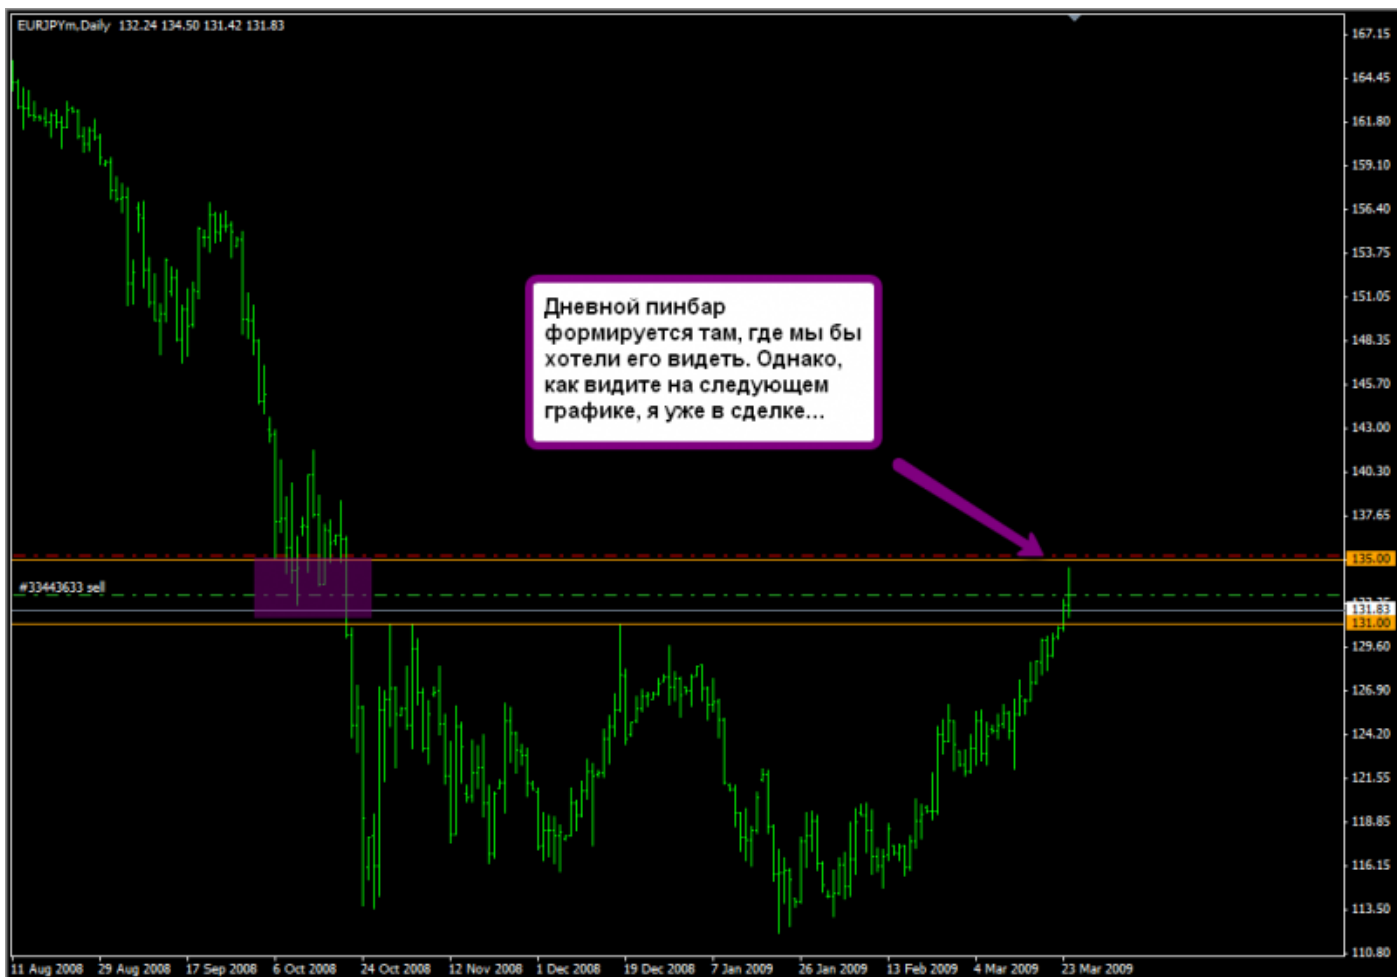 EURJPYm,Daily 132.24 134.50 131.42 131.83
167.15
164.45
161.80
159.10
156.40
153.75
151.05
148.35
145.70
143.00
140.30
137.65
135.00
131.83
131.00
129.60
126.90
124.20
121.55
118.85
116.15
113.50
110.80
Дневной пинбар
формируется там, где мы бы
хотели его видеть. Однако,
как видите на следующем
графике, я уже в сделке...
#33443633 sell
11 Aug 2008 29 Aug 2008 17 Sep 2008 6 Oct 2008 24 Oct 2008 12 Nov 2008 1 Dec 2008 19 Dec 2008 7 Jan 2009 26 Jan 2009 13 Feb 2009 4 Mar 2009 23 Mar 2009